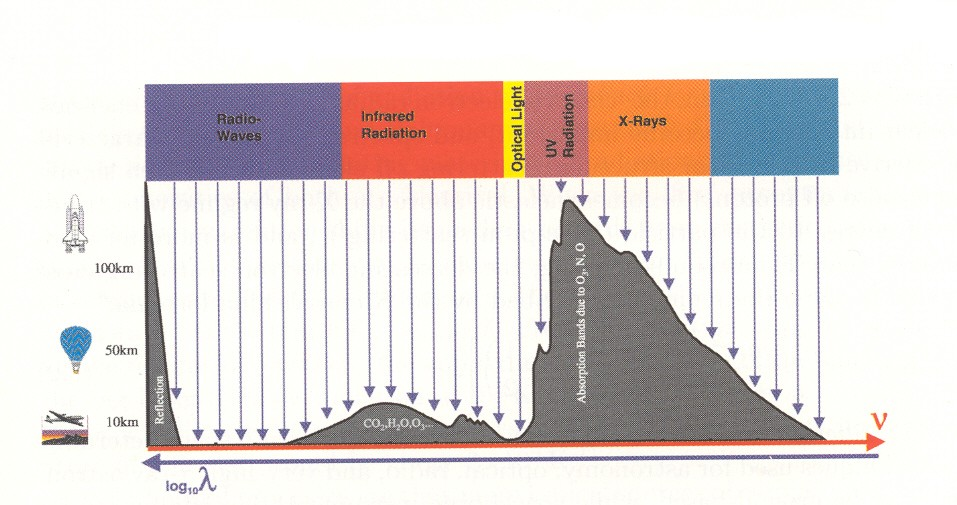 Radio-
Waves
Infrared
Radiation
Optical Light
UV
Radiation
X-Rays
100km
50km
10km
Reflection
CO₂,H₂O,O₃...
Absorption Bands due to O₃, N, O
ν
log₁₀λ